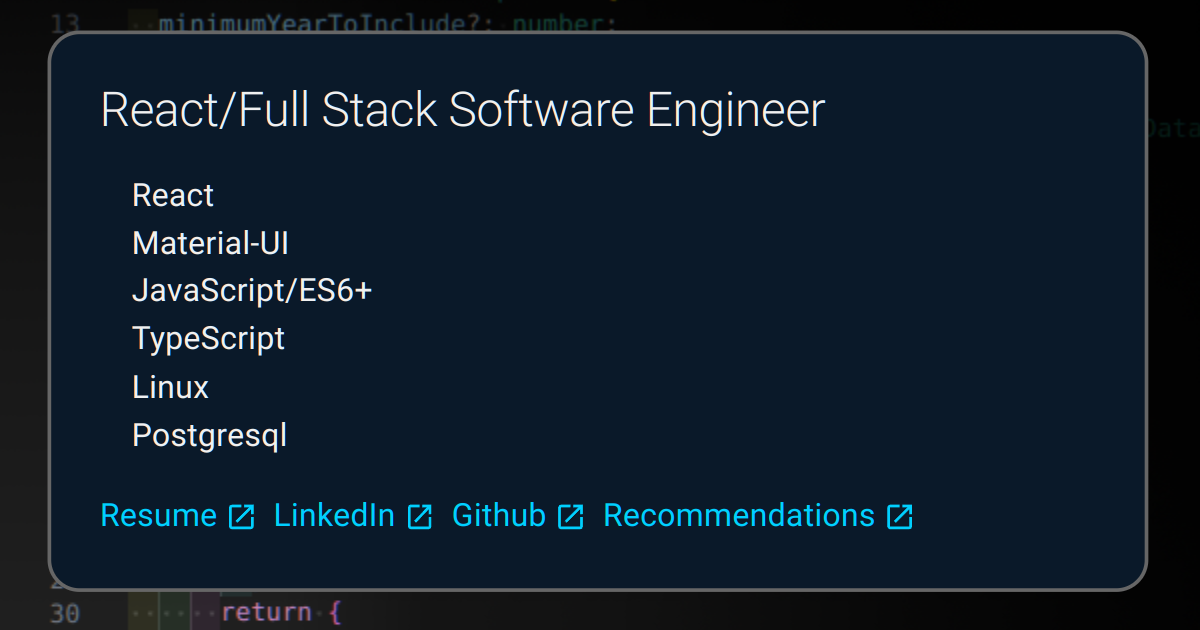 13 minimumYearToInclude?: number;
React/Full Stack Software Engineer
Data
React
Material-UI
JavaScript/ES6+
TypeScript
Linux
Postgresql
Resume LinkedIn Github Recommendations
30 return {